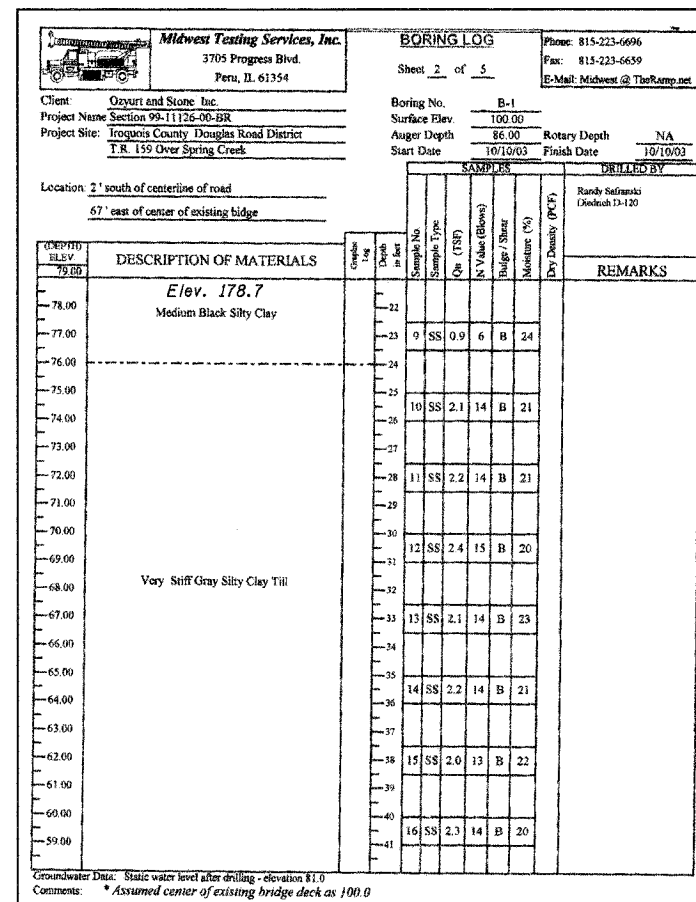 Midwest Testing Services, Inc.
3705 Progress Blvd.
Peru, IL. 61354
BORING LOG
Sheet 2 of 5
Phone: 815-223-6696
Fax: 815-223-6659
E-Mail: Midwest @ TheRamp.net
Client: Ozyurt and Stone Inc.
Project Name Section 99-11126-00-BR
Project Site: Iroquois County Douglas Road District
T.R. 159 Over Spring Creek
Boring No. B-1
Surface Elev. 100.00
Auger Depth 86.00 Rotary Depth NA
Start Date 10/10/03 Finish Date 10/10/03
Location: 2 ' south of centerline of road
67 ' east of center of existing bidge
SAMPLES
DRILLED BY
Randy Safranski
Diedrich D-120
(DEPTH)
ELEV
79.00
DESCRIPTION OF MATERIALS
Graphic Log
Depth in feet
Sample No.
Sample Type
Qu (TSF)
N Value (Blows)
Bulge / Shear
Moisture (%)
Dry Density (PCF)
REMARKS
Elev. 178.7
Medium Black Silty Clay
78.00 22
77.00 23 9 SS 0.9 6 B 24
76.00 24
75.00 25
10 SS 2.1 14 B 21
74.00 26
73.00 27
72.00 28 11 SS 2.2 14 B 21
71.00 29
70.00 30
12 SS 2.4 15 B 20
69.00 31
68.00 Very Stiff Gray Silty Clay Till 32
67.00 33 13 SS 2.1 14 B 23
66.00 34
65.00 35
14 SS 2.2 14 B 21
64.00 36
63.00 37
62.00 38 15 SS 2.0 13 B 22
61.00 39
60.00 40
16 SS 2.3 14 B 20
59.00 41
Groundwater Data: Static water level after drilling - elevation 81.0
Comments: * Assumed center of existing bridge deck as 100.0